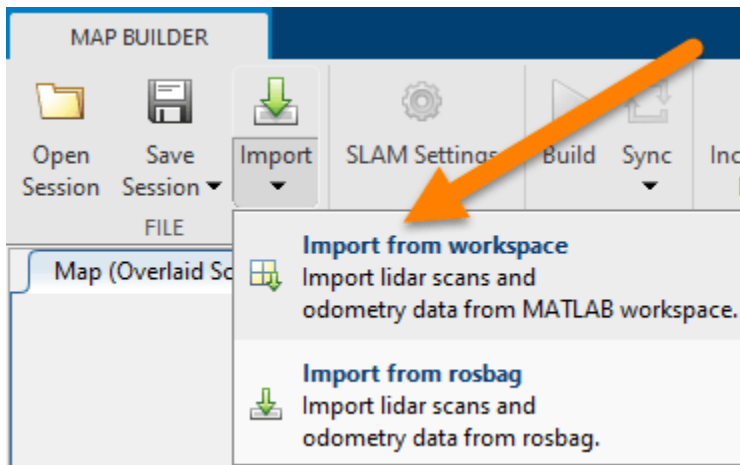 MAP BUILDER
Open Session
Save Session
Import
SLAM Settings
Build
Sync
FILE
Map (Overlaid Sc
Import from workspace
Import lidar scans and
odometry data from MATLAB workspace.
Import from rosbag
Import lidar scans and
odometry data from rosbag.